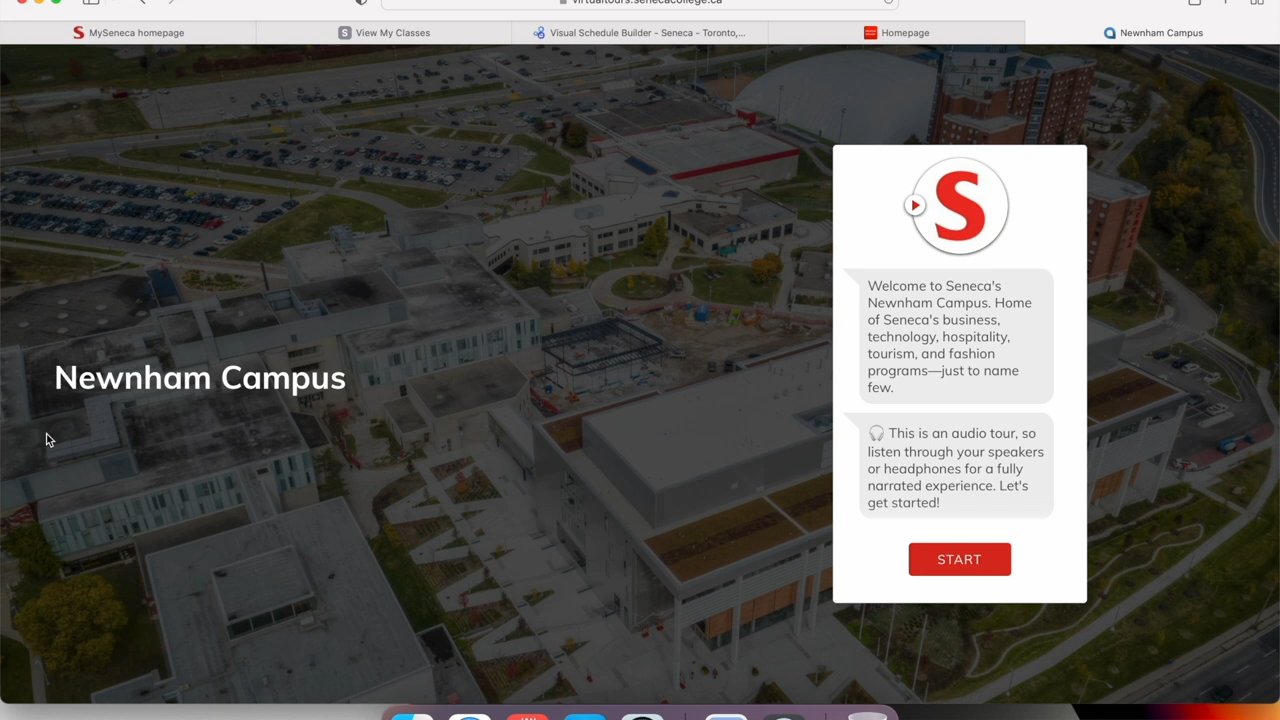 virtualtours.senecacollege.ca
S MySeneca homepage
S View My Classes
Visual Schedule Builder - Seneca - Toronto,...
Homepage
Newnham Campus
S
Welcome to Seneca's
Newnham Campus. Home
of Seneca's business,
technology, hospitality,
tourism, and fashion
programs—just to name
few.
Newnham Campus
This is an audio tour, so
listen through your speakers
or headphones for a fully
narrated experience. Let's
get started!
START